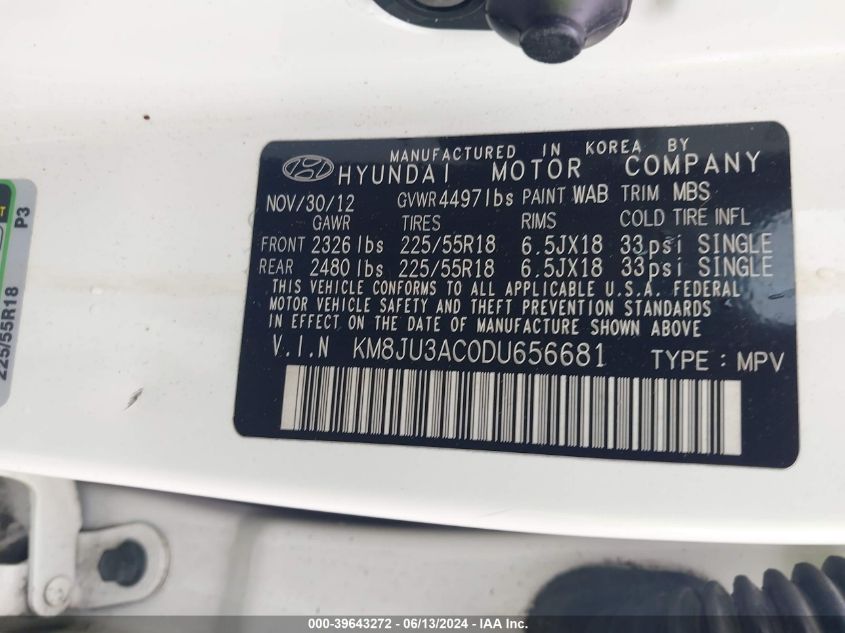 MANUFACTURED IN KOREA BY
HYUNDAI MOTOR COMPANY
NOV/30/12 GVWR 4497lbs PAINT WAB TRIM MBS
GAWR TIRES RIMS COLD TIRE INFL
FRONT 2326 lbs 225/55R18 6.5JX18 33psi SINGLE
REAR 2480 lbs 225/55R18 6.5JX18 33psi SINGLE
THIS VEHICLE CONFORMS TO ALL APPLICABLE U.S.A. FEDERAL
MOTOR VEHICLE SAFETY AND THEFT PREVENTION STANDARDS
IN EFFECT ON THE DATE OF MANUFACTURE SHOWN ABOVE
V.I.N KM8JU3AC0DU656681 TYPE : MPV
P3
225/55R18
000-39643272 - 06/13/2024 - IAA Inc.